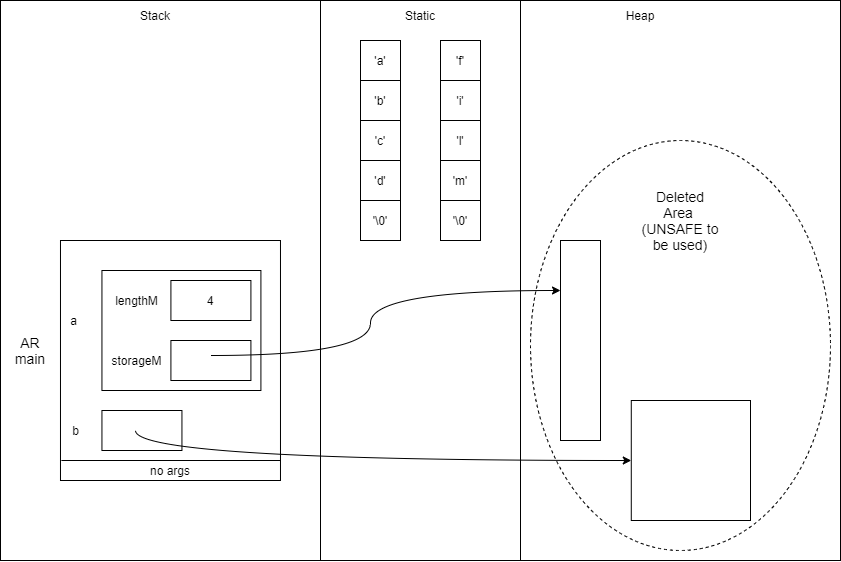 Stack
Static
Heap
'a'
'b'
'c'
'd'
'\0'
'f'
'i'
'l'
'm'
'\0'
Deleted
Area
(UNSAFE to
be used)
AR
main
a
lengthM
4
storageM
b
no args